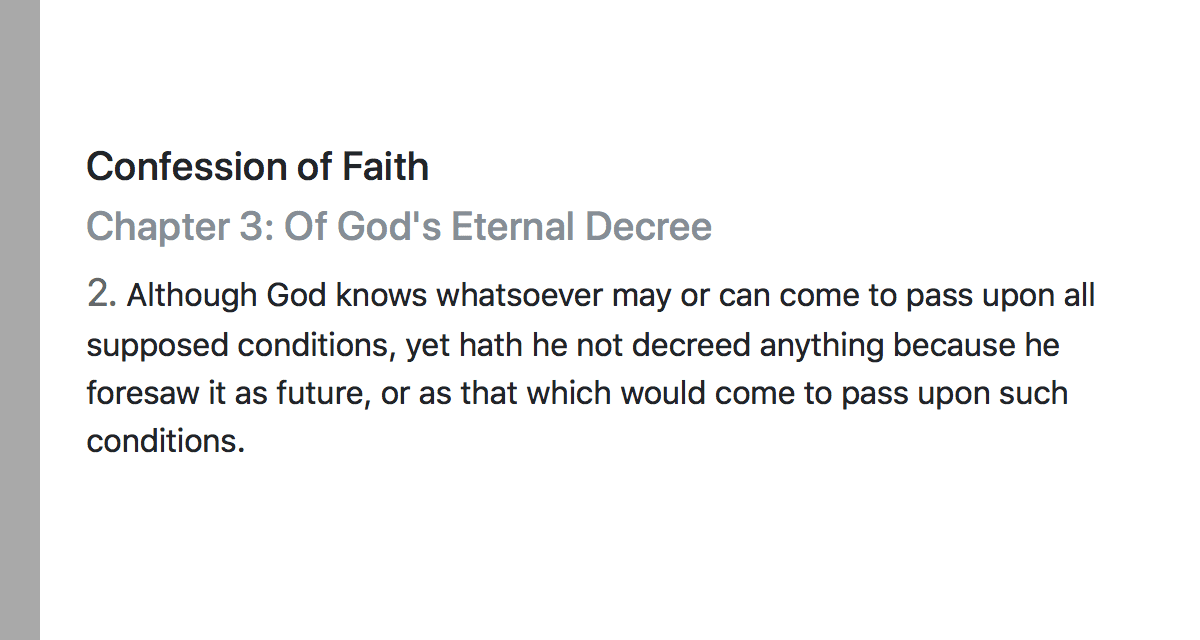 Confession of Faith
Chapter 3: Of God's Eternal Decree
2. Although God knows whatsoever may or can come to pass upon all
supposed conditions, yet hath he not decreed anything because he
foresaw it as future, or as that which would come to pass upon such
conditions.